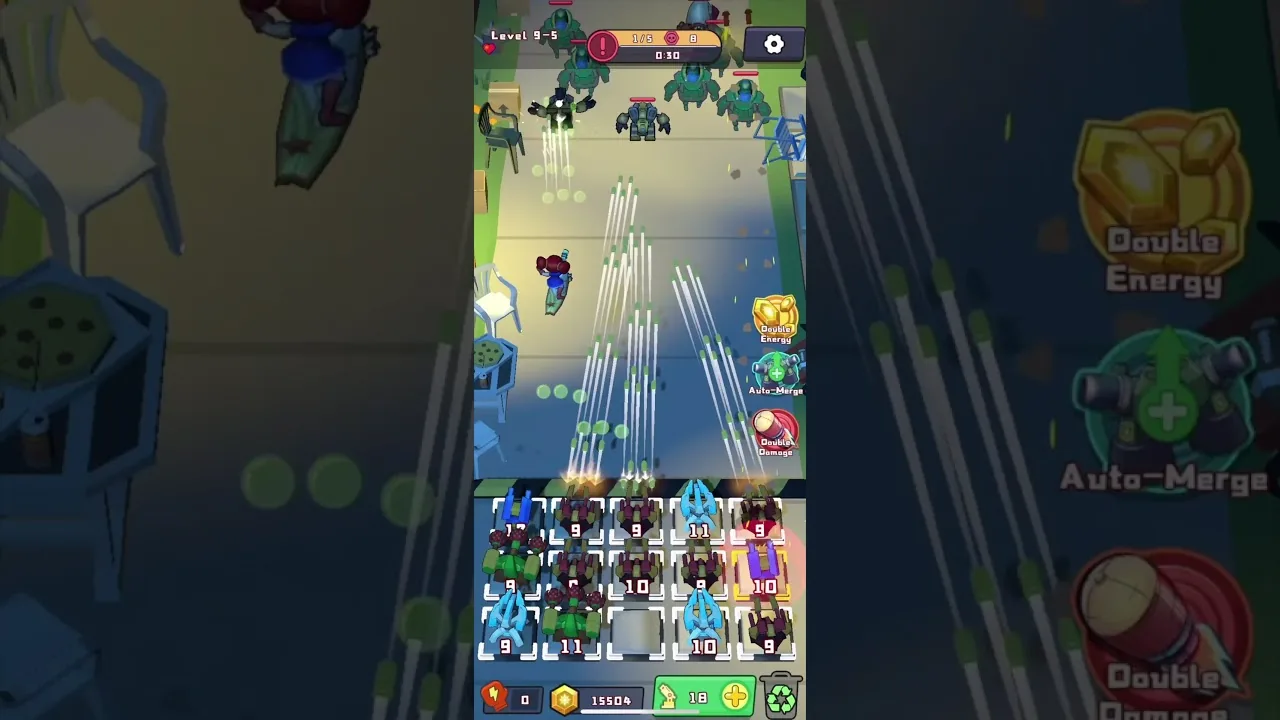 Level 9-5
1/5
8
0:30
Double
Energy
Auto-Merge
Double
Damage
Double
Energy
Auto-Merge
Double
9
9
11
9
9
10
9
10
9
11
10
9
0
15504
18